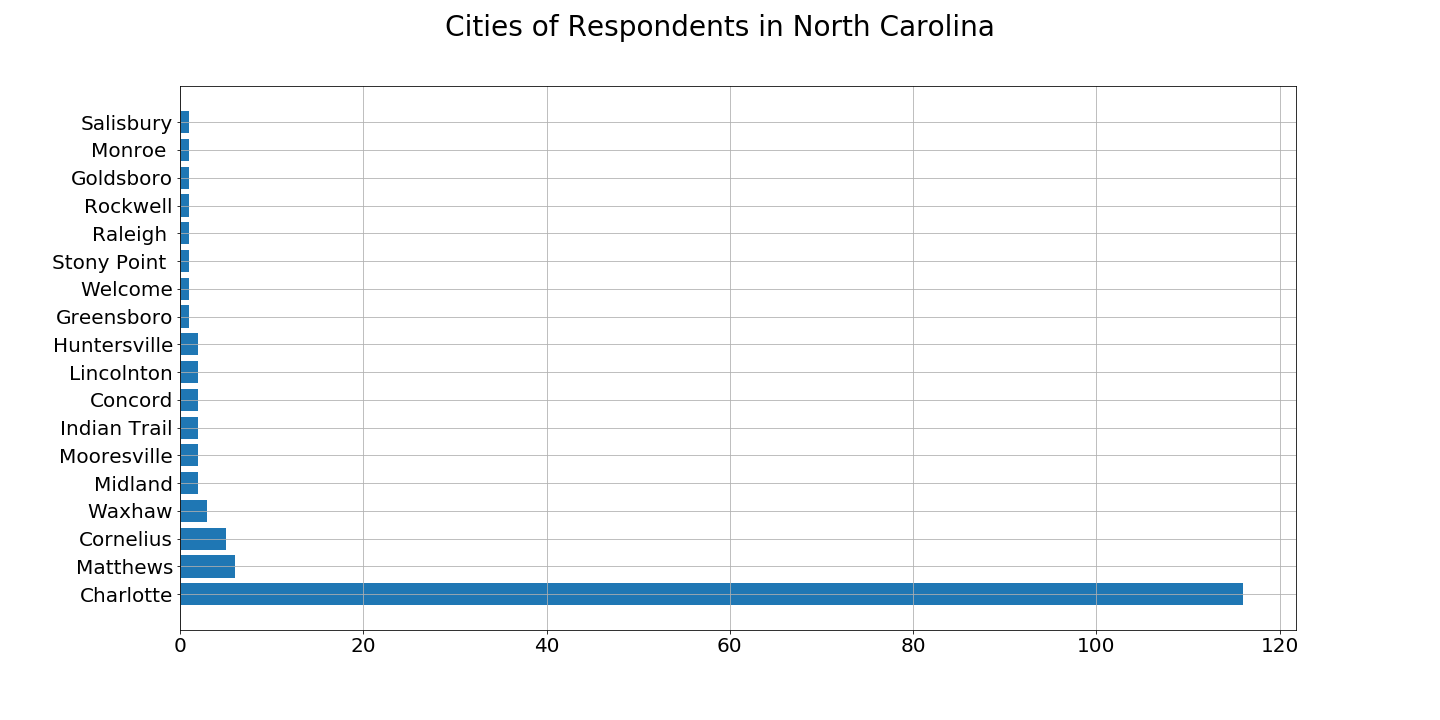 Cities of Respondents in North Carolina
Salisbury
Monroe
Goldsboro
Rockwell
Raleigh
Stony Point
Welcome
Greensboro
Huntersville
Lincolnton
Concord
Indian Trail
Mooresville
Midland
Waxhaw
Cornelius
Matthews
Charlotte
0 20 40 60 80 100 120